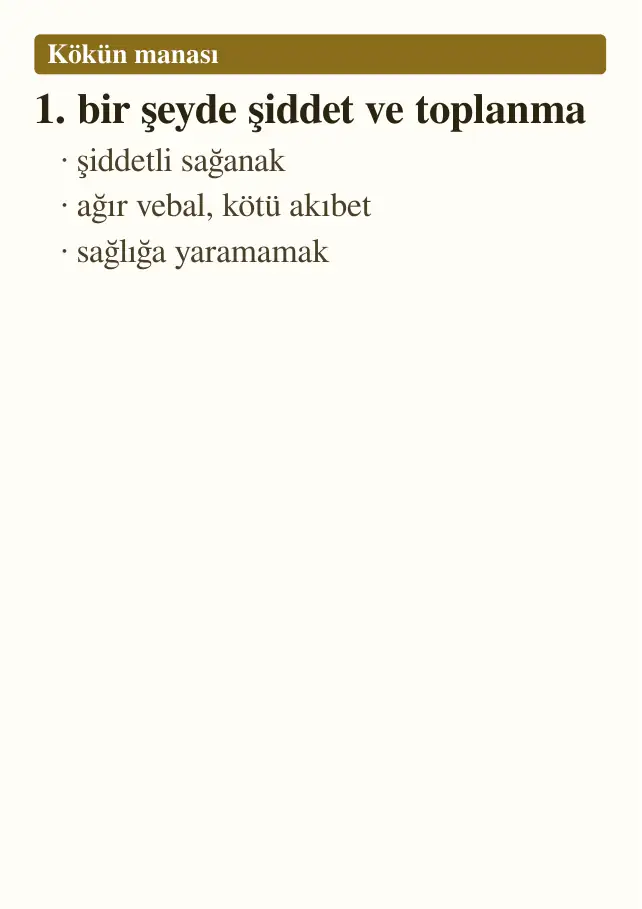 Kökün manası
1. bir şeyde şiddet ve toplanma
· şiddetli sağanak
· ağır vebal, kötü akıbet
· sağlığa yaramamak